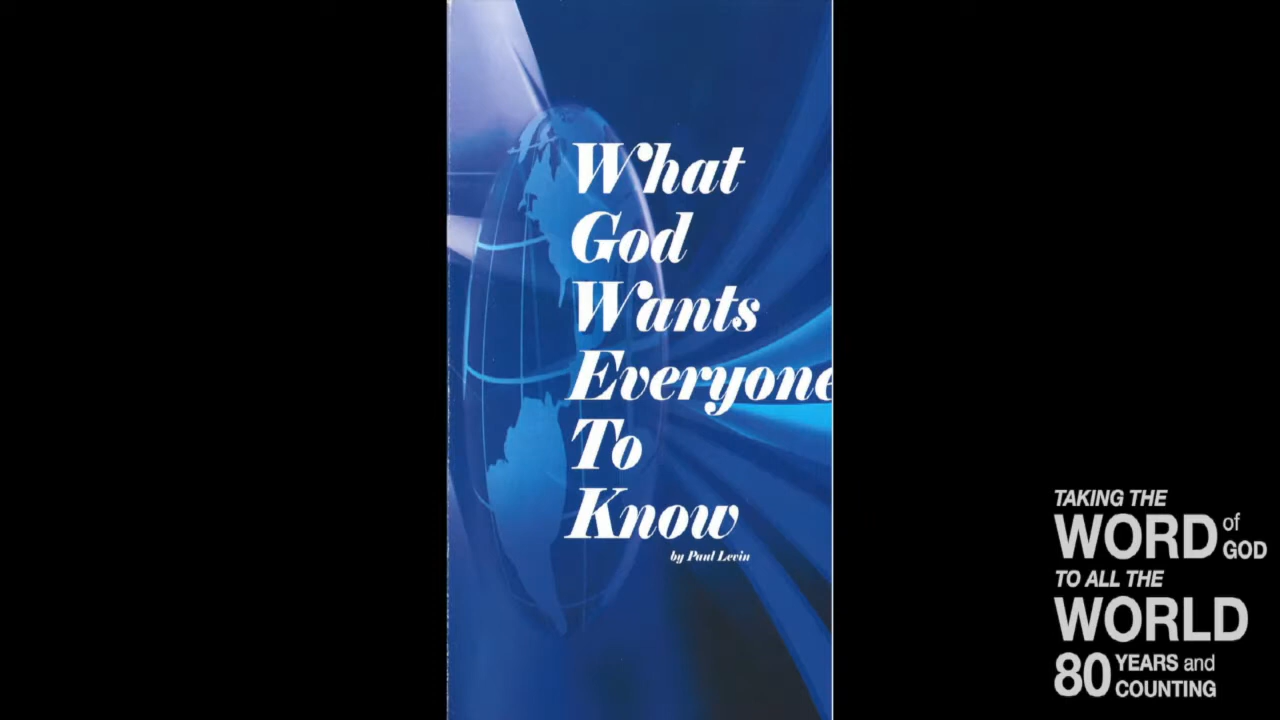 What
God
Wants
Everyone
To
Know
by Paul Levin
TAKING THE
WORD of GOD
TO ALL THE
WORLD
80 YEARS and
COUNTING